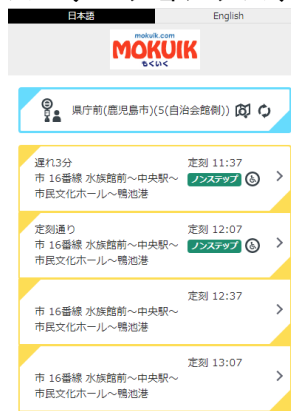 日本語 English
mokuik.com
MOKUIK
もくいく
県庁前(鹿児島市)(5(自治会館側))
遅れ3分 定刻 11:37
市 16番線 水族館前～中央駅～ ノンステップ
市民文化ホール～鴨池港
定刻通り 定刻 12:07
市 16番線 水族館前～中央駅～ ノンステップ
市民文化ホール～鴨池港
定刻 12:37
市 16番線 水族館前～中央駅～
市民文化ホール～鴨池港
定刻 13:07
市 16番線 水族館前～中央駅～
市民文化ホール～鴨池港